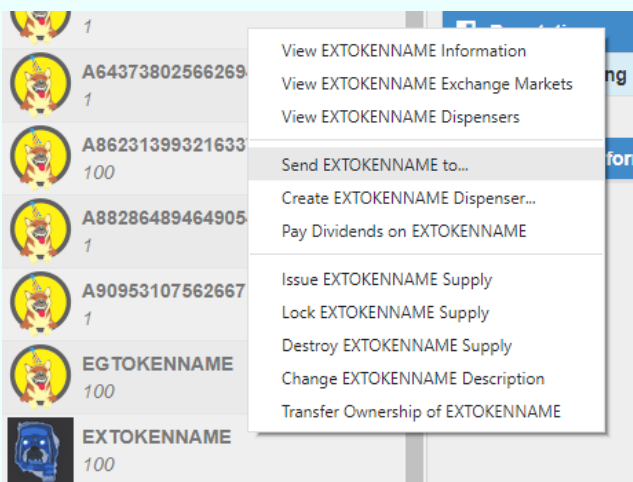 1
A64373802566269
1
A86231399321633
100
A88286489464905
1
A90953107562667
1
EGTOKENNAME
100
EXTOKENNAME
100
View EXTOKENNAME Information
View EXTOKENNAME Exchange Markets
View EXTOKENNAME Dispensers
Send EXTOKENNAME to...
Create EXTOKENNAME Dispenser...
Pay Dividends on EXTOKENNAME
Issue EXTOKENNAME Supply
Lock EXTOKENNAME Supply
Destroy EXTOKENNAME Supply
Change EXTOKENNAME Description
Transfer Ownership of EXTOKENNAME
ng